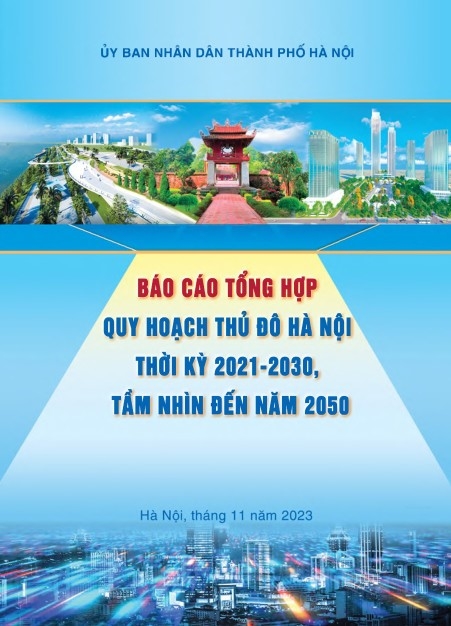 ỦY BAN NHÂN DÂN THÀNH PHỐ HÀ NỘI
BÁO CÁO TỔNG HỢP
QUY HOẠCH THỦ ĐÔ HÀ NỘI
THỜI KỲ 2021-2030,
TẦM NHÌN ĐẾN NĂM 2050
Hà Nội, tháng 11 năm 2023